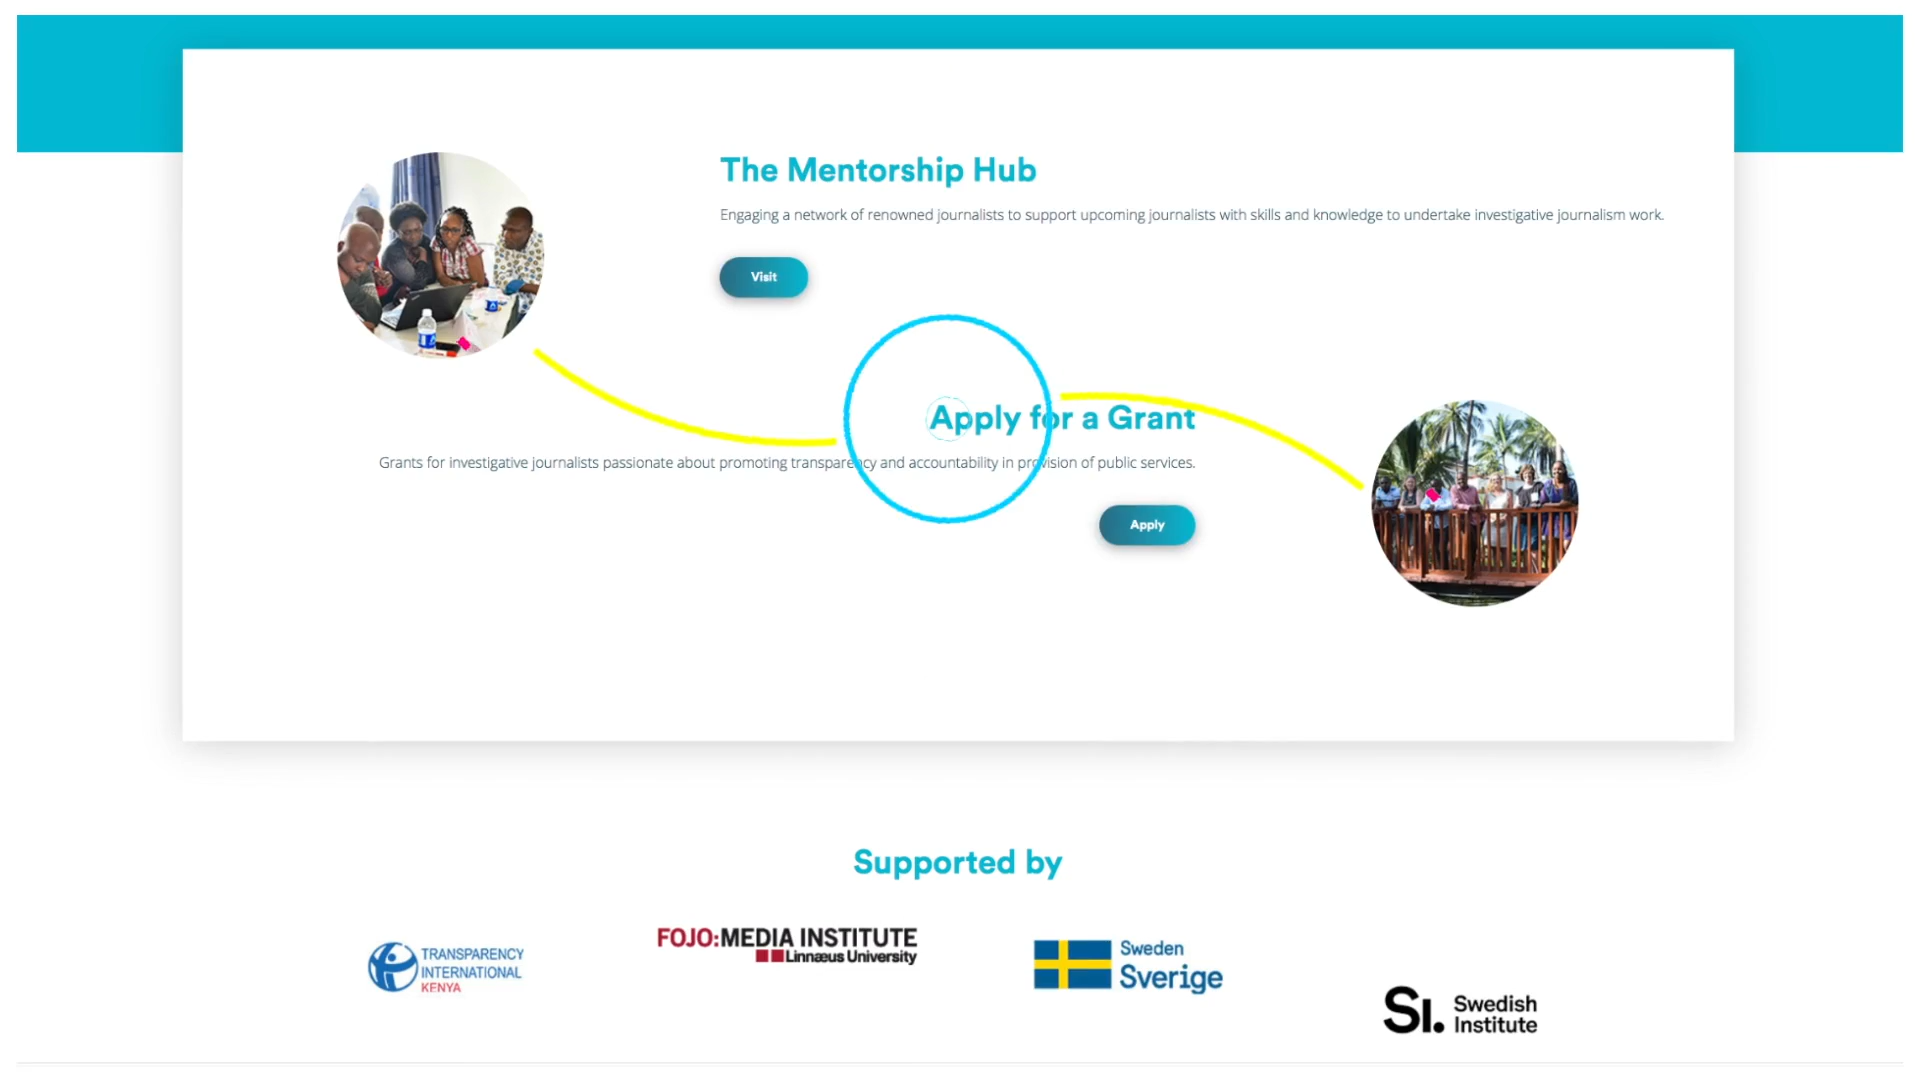 The Mentorship Hub
Engaging a network of renowned journalists to support upcoming journalists with skills and knowledge to undertake investigative journalism work.
Visit
Apply for a Grant
Grants for investigative journalists passionate about promoting transparency and accountability in provision of public services.
Apply
Supported by
TRANSPARENCY
INTERNATIONAL
KENYA
FOJO:MEDIA INSTITUTE
Linnæus University
Sweden
Sverige
SI. Swedish
Institute